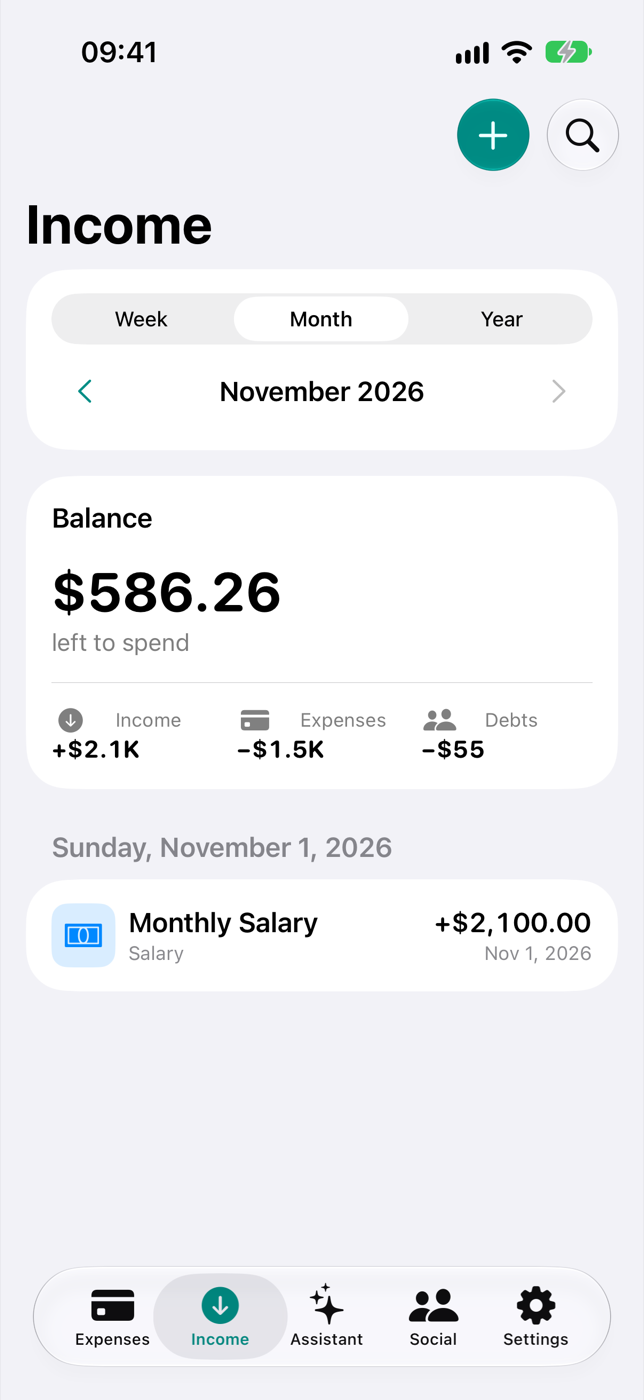 09:41
Income
Week Month Year
November 2026
Balance
$586.26
left to spend
Income Expenses Debts
+$2.1K −$1.5K −$55
Sunday, November 1, 2026
Monthly Salary +$2,100.00
Salary Nov 1, 2026
Expenses Income Assistant Social Settings